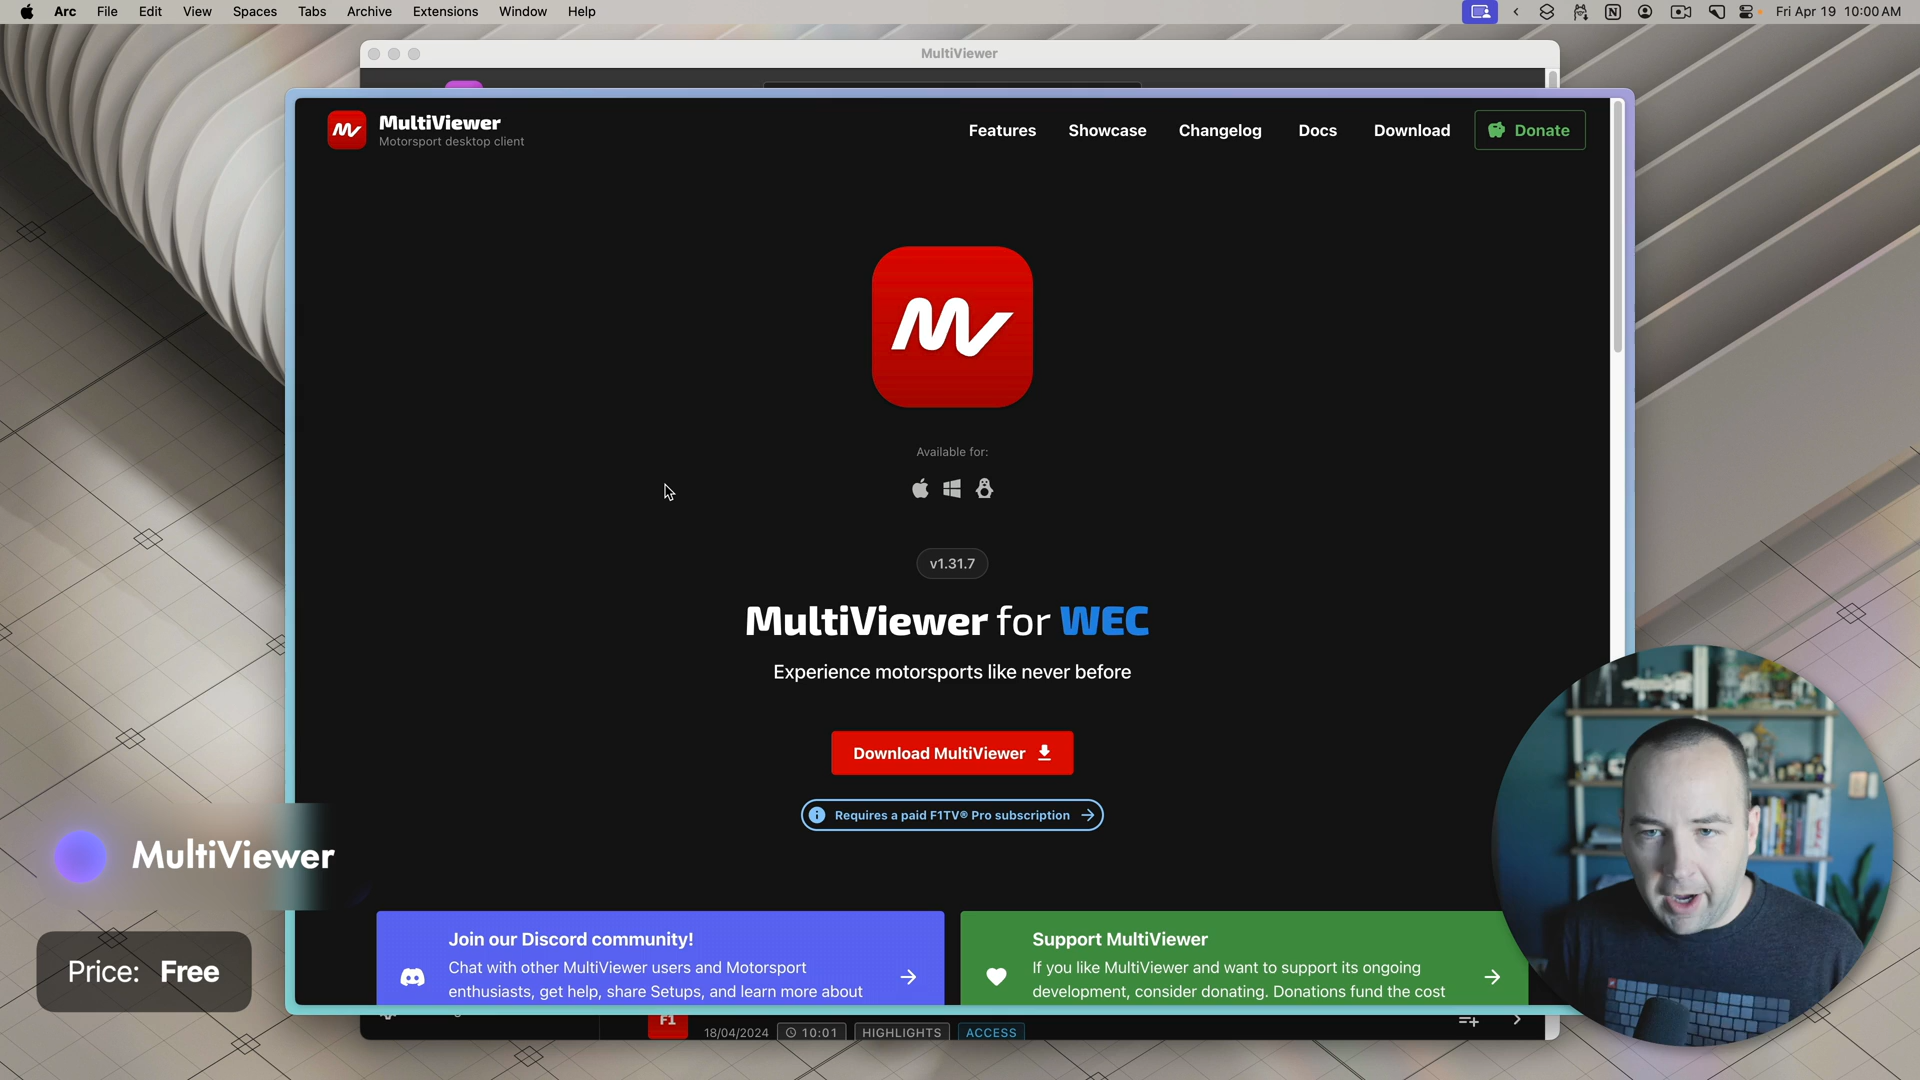 Arc File Edit View Spaces Tabs Archive Extensions Window Help
Fri Apr 19 10:00 AM
MultiViewer
MultiViewer
Motorsport desktop client
Features Showcase Changelog Docs Download Donate
Available for:
v1.31.7
MultiViewer for WEC
Experience motorsports like never before
Download MultiViewer
Requires a paid F1TV® Pro subscription
MultiViewer
Price: Free
Join our Discord community!
Chat with other MultiViewer users and Motorsport
enthusiasts, get help, share Setups, and learn more about
Support MultiViewer
If you like MultiViewer and want to support its ongoing
development, consider donating. Donations fund the cost
F1
18/04/2024 10:01 HIGHLIGHTS ACCESS